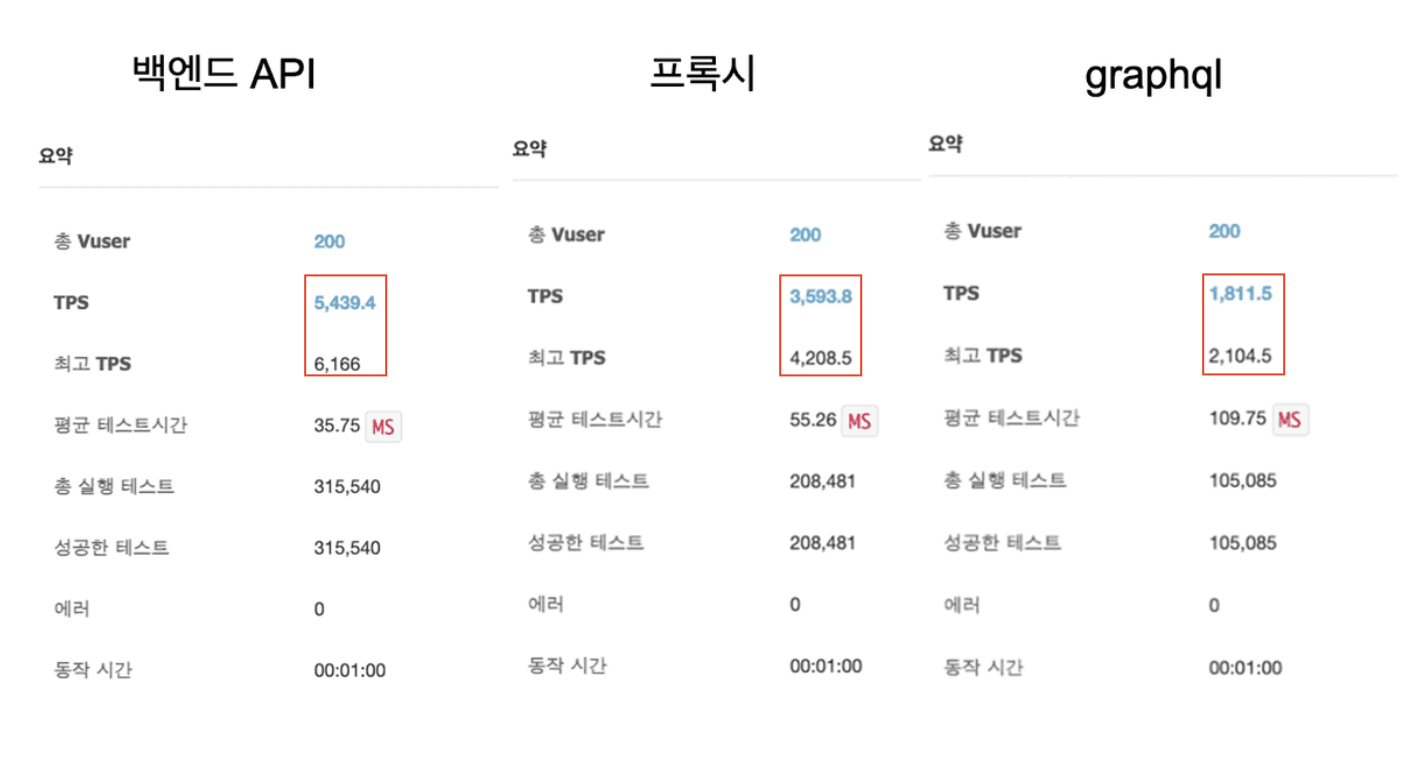 백엔드 API
요약
총 Vuser 200
TPS 5,439.4
최고 TPS 6,166
평균 테스트시간 35.75 MS
총 실행 테스트 315,540
성공한 테스트 315,540
에러 0
동작 시간 00:01:00
프록시
요약
총 Vuser 200
TPS 3,593.8
최고 TPS 4,208.5
평균 테스트시간 55.26 MS
총 실행 테스트 208,481
성공한 테스트 208,481
에러 0
동작 시간 00:01:00
graphql
요약
총 Vuser 200
TPS 1,811.5
최고 TPS 2,104.5
평균 테스트시간 109.75 MS
총 실행 테스트 105,085
성공한 테스트 105,085
에러 0
동작 시간 00:01:00